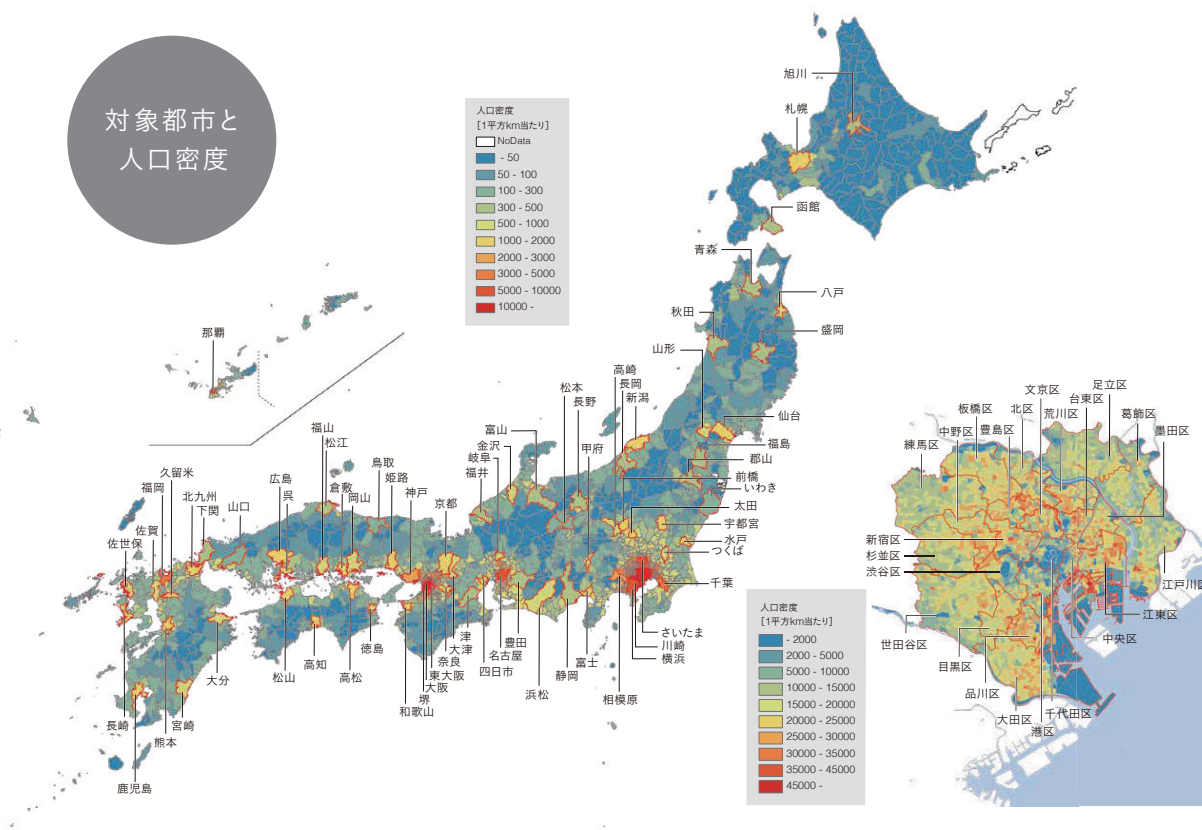 対象都市と
人口密度
人口密度
[1平方km当たり]
NoData
- 50
50 - 100
100 - 300
300 - 500
500 - 1000
1000 - 2000
2000 - 3000
3000 - 5000
5000 - 10000
10000 -
旭川
札幌
函館
青森
八戸
秋田
盛岡
山形
仙台
福島
郡山
いわき
前橋
太田
宇都宮
水戸
つくば
千葉
さいたま
川崎
横浜
相模原
高崎
長岡
新潟
松本
長野
甲府
富山
金沢
岐阜
福井
富士
静岡
浜松
豊田
名古屋
四日市
大津
大津
奈良
東大阪
大阪
堺
和歌山
京都
神戸
姫路
鳥取
岡山
倉敷
松江
福山
広島
呉
山口
下関
北九州
久留米
福岡
佐賀
佐世保
徳島
高松
高知
松山
大分
宮崎
熊本
長崎
鹿児島
那覇
人口密度
[1平方km当たり]
- 2000
2000 - 5000
5000 - 10000
10000 - 15000
15000 - 20000
20000 - 25000
25000 - 30000
30000 - 35000
35000 - 45000
45000 -
足立区
文京区
台東区
葛飾区
北区
荒川区
板橋区
墨田区
中野区
豊島区
練馬区
新宿区
杉並区
渋谷区
世田谷区
目黒区
品川区
大田区
港区
千代田区
中央区
江東区
江戸川区